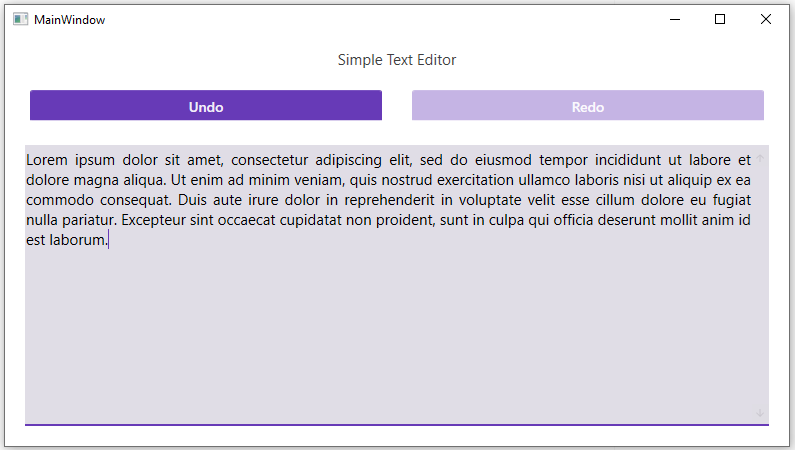 MainWindow
Simple Text Editor
Undo
Redo
Lorem ipsum dolor sit amet, consectetur adipiscing elit, sed do eiusmod tempor incididunt ut labore et
dolore magna aliqua. Ut enim ad minim veniam, quis nostrud exercitation ullamco laboris nisi ut aliquip ex ea
commodo consequat. Duis aute irure dolor in reprehenderit in voluptate velit esse cillum dolore eu fugiat
nulla pariatur. Excepteur sint occaecat cupidatat non proident, sunt in culpa qui officia deserunt mollit anim id
est laborum.